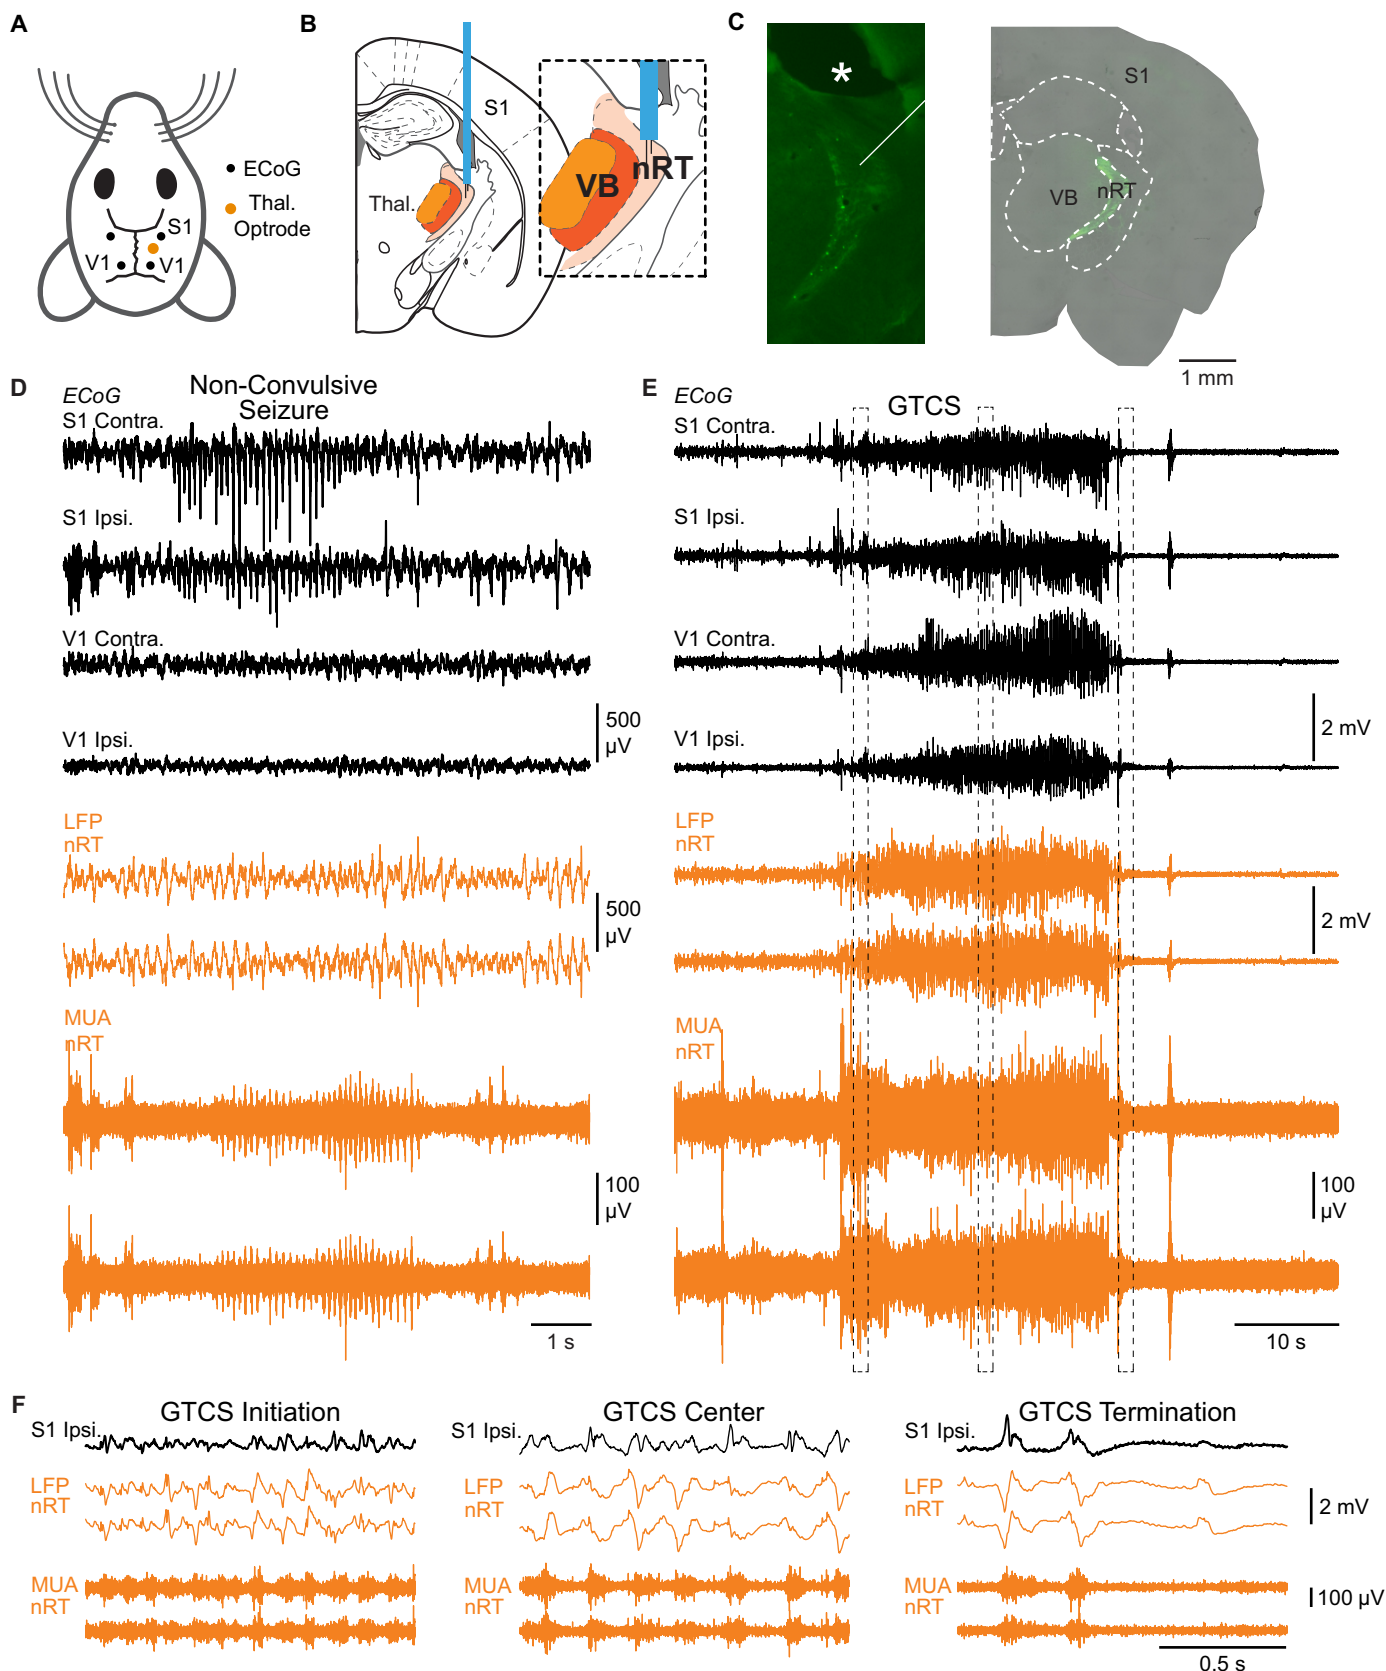 A
ECoG
Thal.
Optrode
S1
V1
V1
B
S1
Thal.
VB
nRT
C
*
S1
VB
nRT
1 mm
D
ECoG
Non-Convulsive
Seizure
S1 Contra.
S1 Ipsi.
V1 Contra.
V1 Ipsi.
500
µV
LFP
nRT
500
µV
MUA
nRT
100
µV
1 s
E
ECoG
GTCS
S1 Contra.
S1 Ipsi.
V1 Contra.
2 mV
V1 Ipsi.
LFP
nRT
2 mV
MUA
nRT
100
µV
10 s
F
GTCS Initiation
S1 Ipsi.
LFP
nRT
MUA
nRT
GTCS Center
S1 Ipsi.
LFP
nRT
MUA
nRT
GTCS Termination
S1 Ipsi.
LFP
nRT
2 mV
MUA
nRT
100 µV
0.5 s